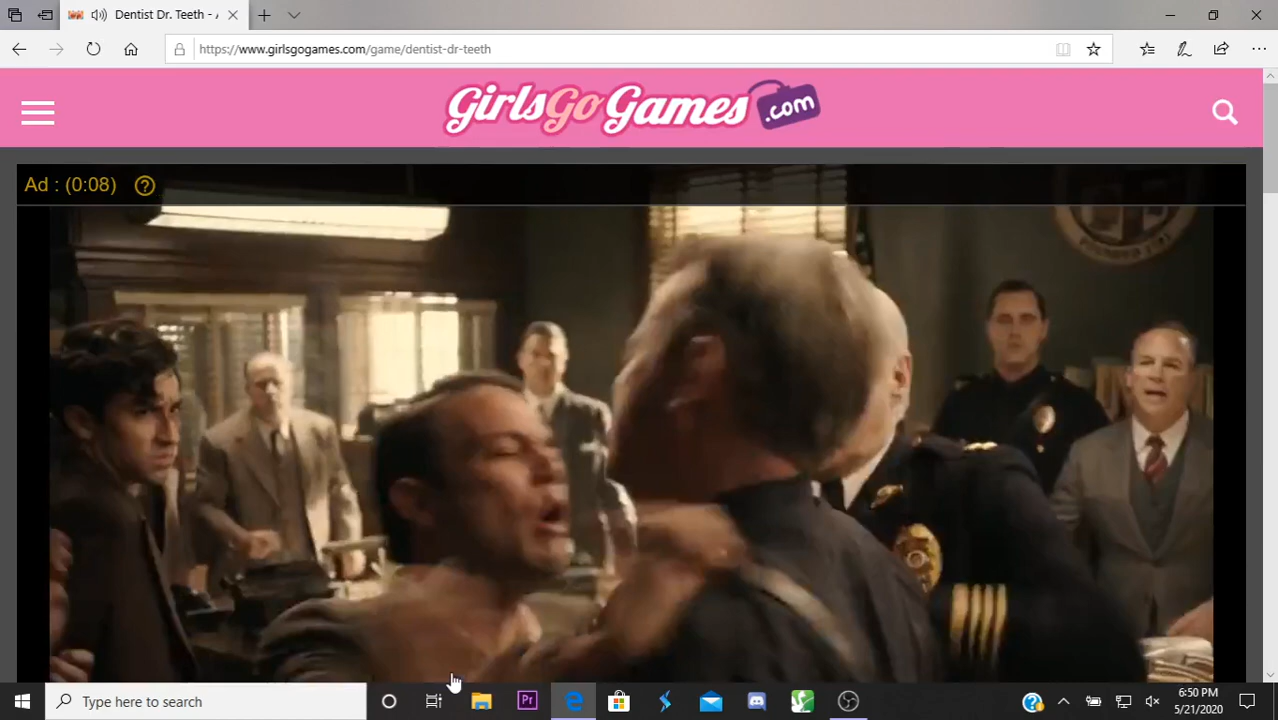 Dentist Dr. Teeth - A
https://www.girlsgogames.com/game/dentist-dr-teeth
GirlsGoGames.com
Ad : (0:08) ?
Pr
Type here to search
6:50 PM
5/21/2020